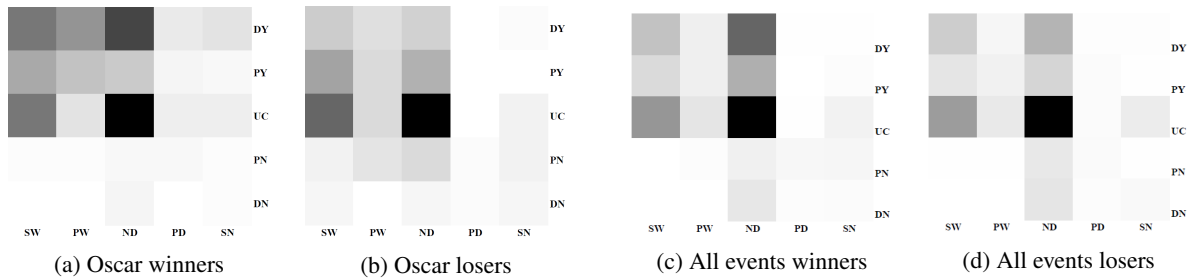 DY DY DY DY
PY PY PY PY
UC UC UC UC
PN PN PN PN
DN DN DN DN
SW PW ND PD SN SW PW ND PD SN SW PW ND PD SN SW PW ND PD SN
(a) Oscar winners (b) Oscar losers (c) All events winners (d) All events losers